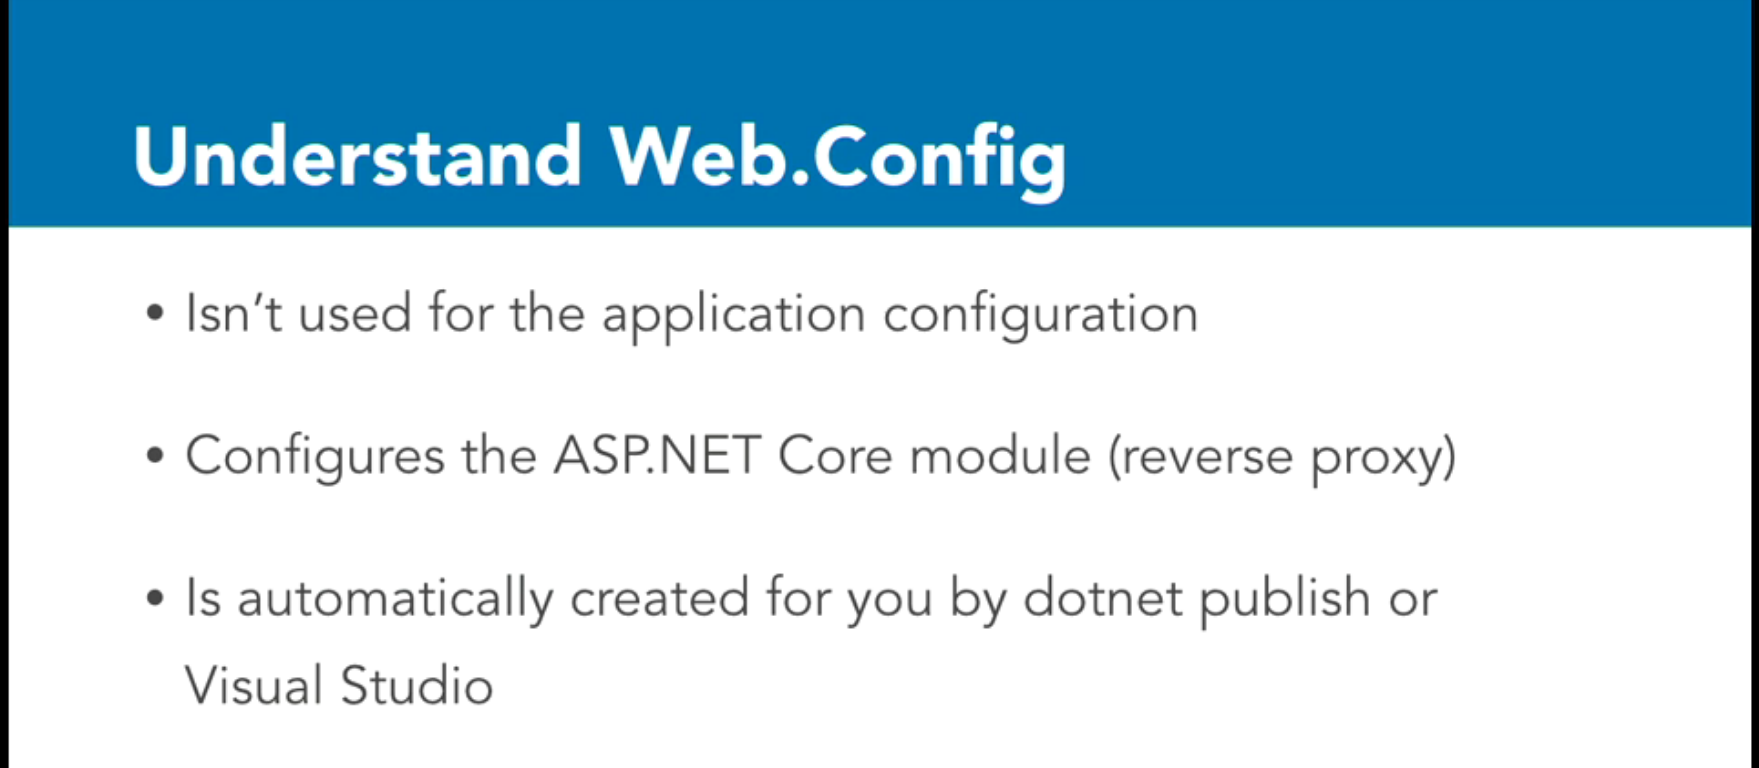 Understand Web.Config
• Isn't used for the application configuration
• Configures the ASP.NET Core module (reverse proxy)
• Is automatically created for you by dotnet publish or
Visual Studio